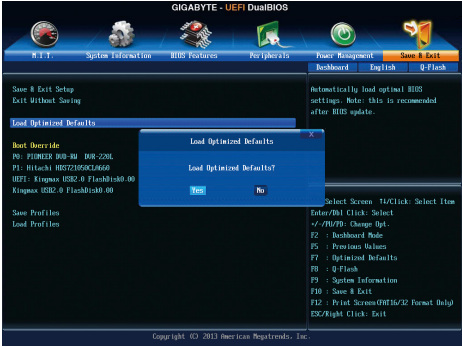 GIGABYTE - UEFI DualBIOS
M.I.T.
System Information
BIOS Features
Peripherals
Power Management
Save & Exit
Dashboard
English
Q-Flash
Save & Exit Setup
Exit Without Saving
Load Optimized Defaults
Boot Override
P0: PIONEER DVD-RW DVR-220L
P1: Hitachi HDS721050CLA660
UEFI: Kingmax USB2.0 FlashDisk0.00
Kingmax USB2.0 FlashDisk0.00
Save Profiles
Load Profiles
Load Optimized Defaults
X
Load Optimized Defaults?
Yes
No
Automatically load optimal BIOS
settings. Note: this is recommended
after BIOS update.
Select Screen ↑↓/Click: Select Item
Enter/Dbl Click: Select
+/-/PU/PD: Change Opt.
F2 : Dashboard Mode
F5 : Previous Values
F7 : Optimized Defaults
F8 : Q-Flash
F9 : System Information
F10 : Save & Exit
F12 : Print Screen(FAT16/32 Format Only)
ESC/Right Click: Exit
Copyright (C) 2013 American Megatrends, Inc.